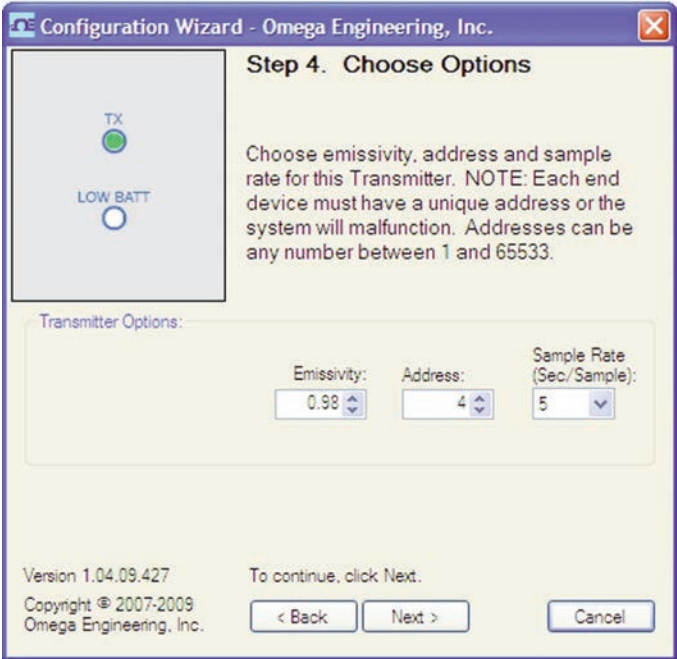 Configuration Wizard - Omega Engineering, Inc.
Step 4. Choose Options
TX
LOW BATT
Choose emissivity, address and sample
rate for this Transmitter. NOTE: Each end
device must have a unique address or the
system will malfunction. Addresses can be
any number between 1 and 65533.
Transmitter Options:
Emissivity:
0.98
Address:
4
Sample Rate
(Sec/Sample):
5
Version 1.04.09.427
Copyright © 2007-2009
Omega Engineering, Inc.
To continue, click Next.
< Back
Next >
Cancel